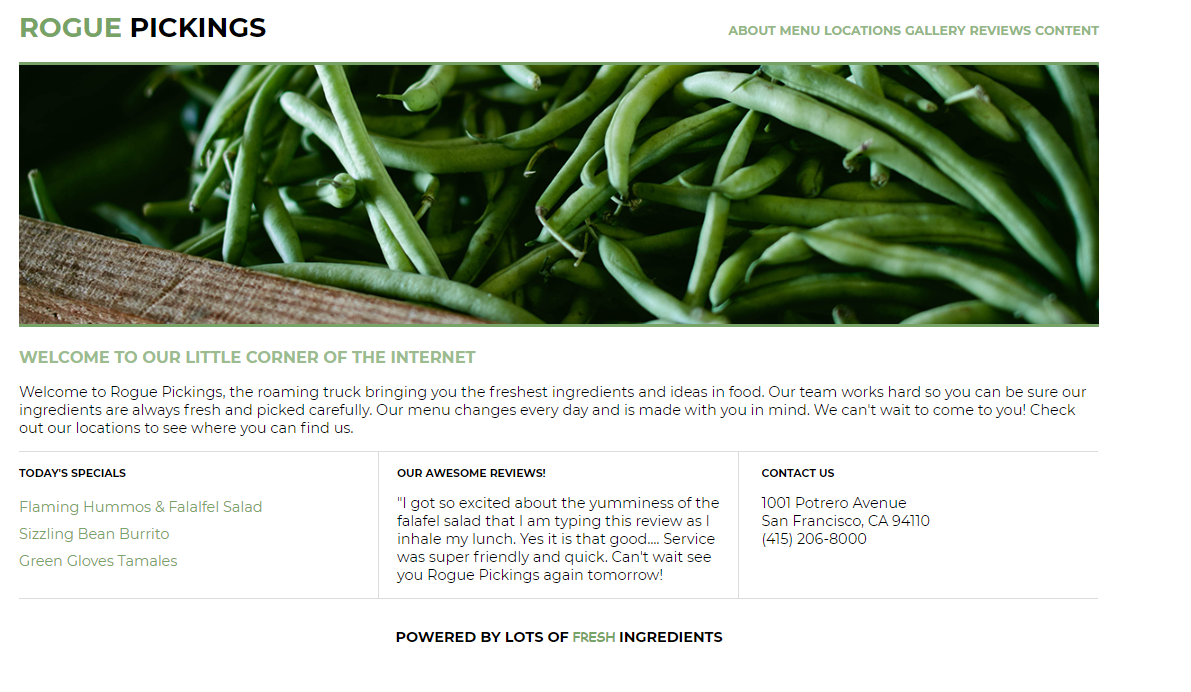 ROGUE PICKINGS
ABOUT MENU LOCATIONS GALLERY REVIEWS CONTENT
WELCOME TO OUR LITTLE CORNER OF THE INTERNET
Welcome to Rogue Pickings, the roaming truck bringing you the freshest ingredients and ideas in food. Our team works hard so you can be sure our
ingredients are always fresh and picked carefully. Our menu changes every day and is made with you in mind. We can't wait to come to you! Check
out our locations to see where you can find us.
TODAY'S SPECIALS
Flaming Hummos & Falalfel Salad
Sizzling Bean Burrito
Green Gloves Tamales
OUR AWESOME REVIEWS!
"I got so excited about the yumminess of the
falafel salad that I am typing this review as I
inhale my lunch. Yes it is that good.... Service
was super friendly and quick. Can't wait see
you Rogue Pickings again tomorrow!
CONTACT US
1001 Potrero Avenue
San Francisco, CA 94110
(415) 206-8000
POWERED BY LOTS OF FRESH INGREDIENTS